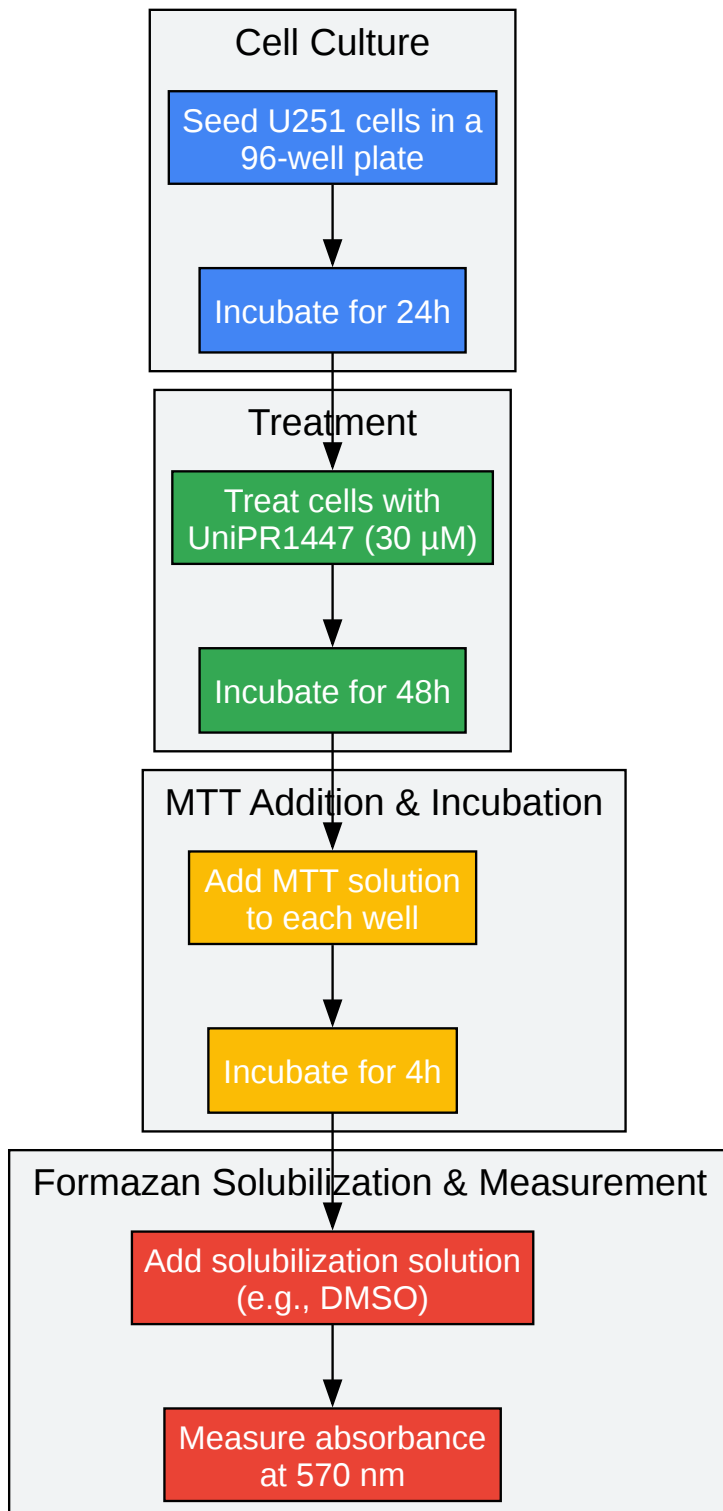 Cell Culture
Seed U251 cells in a
96-well plate
Incubate for 24h
Treatment
Treat cells with
UniPR1447 (30 µM)
Incubate for 48h
MTT Addition & Incubation
Add MTT solution
to each well
Incubate for 4h
Formazan Solubilization & Measurement
Add solubilization solution
(e.g., DMSO)
Measure absorbance
at 570 nm